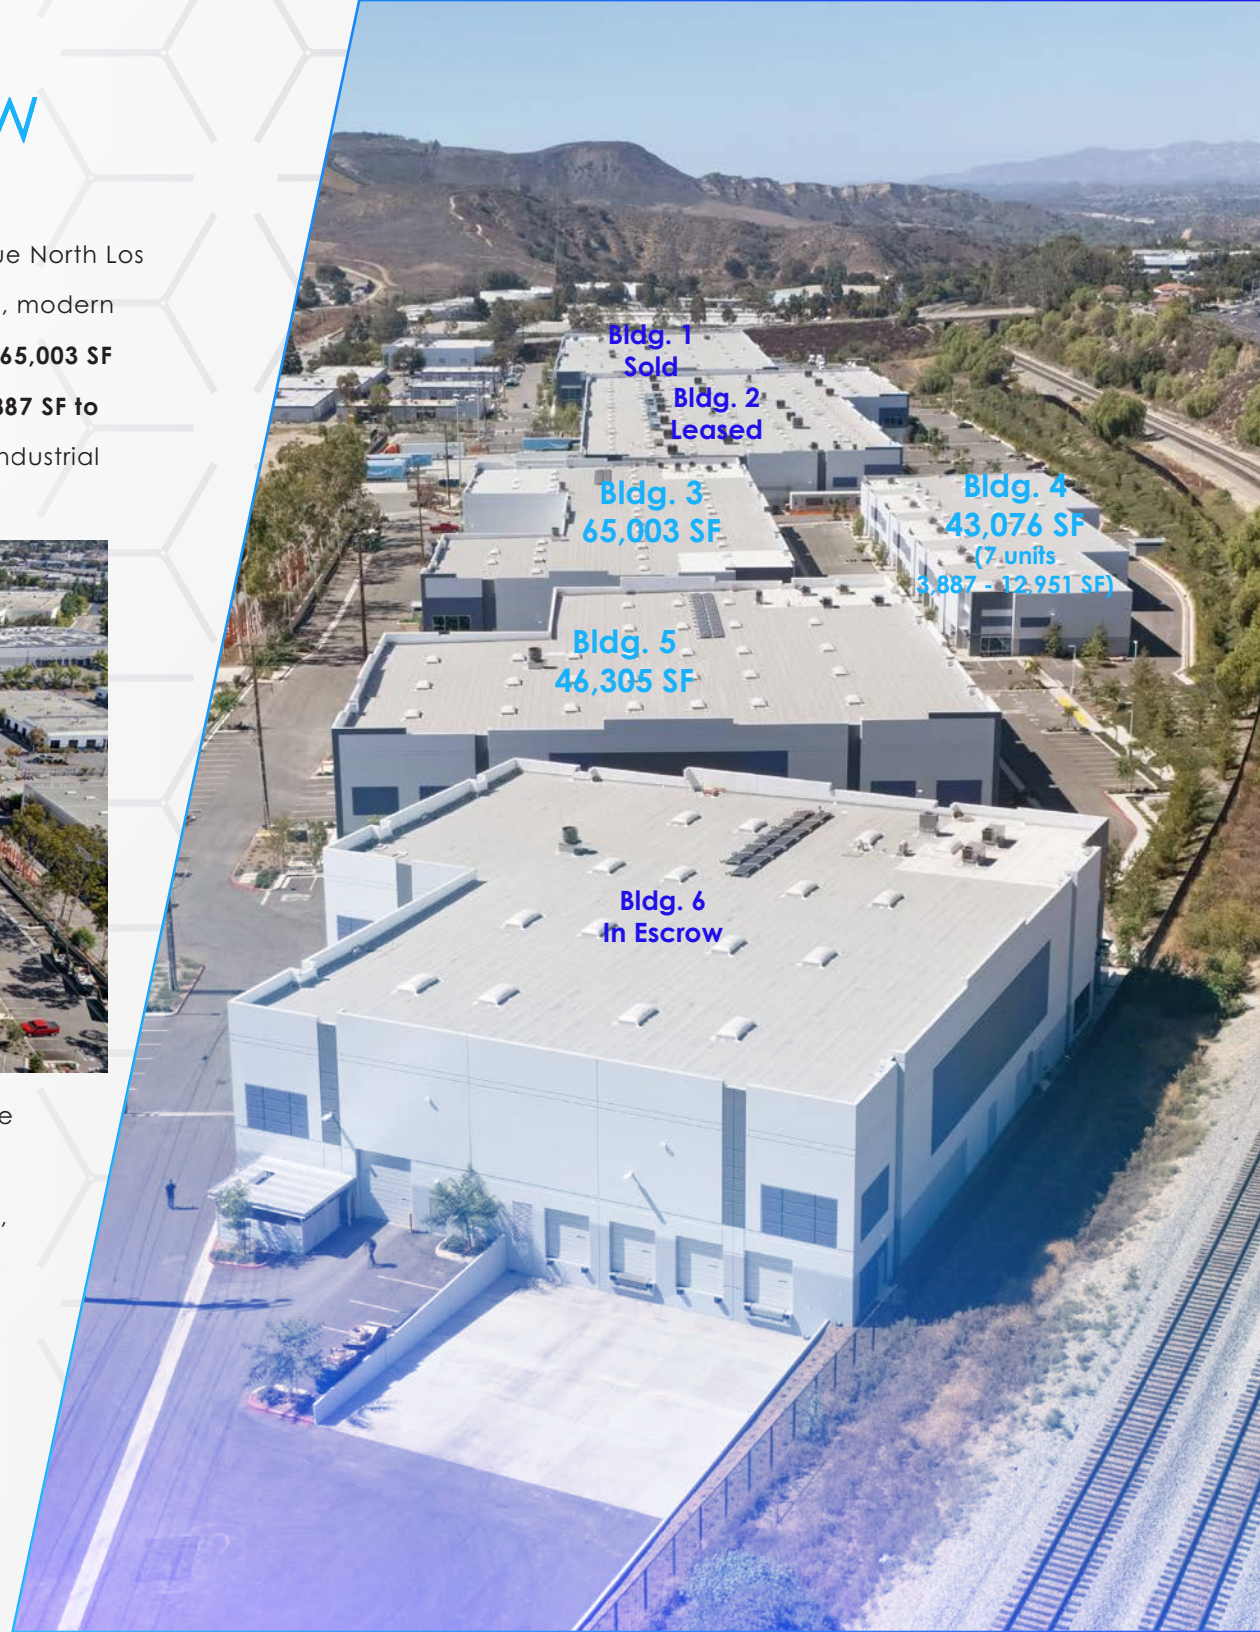 W
ue North Los
, modern
65,003 SF
887 SF to
ndustrial
e
,
Bldg. 1
Sold
Bldg. 2
Leased
Bldg. 3
65,003 SF
Bldg. 4
43,076 SF
(7 units
3,887 - 12,951 SF)
Bldg. 5
46,305 SF
Bldg. 6
In Escrow